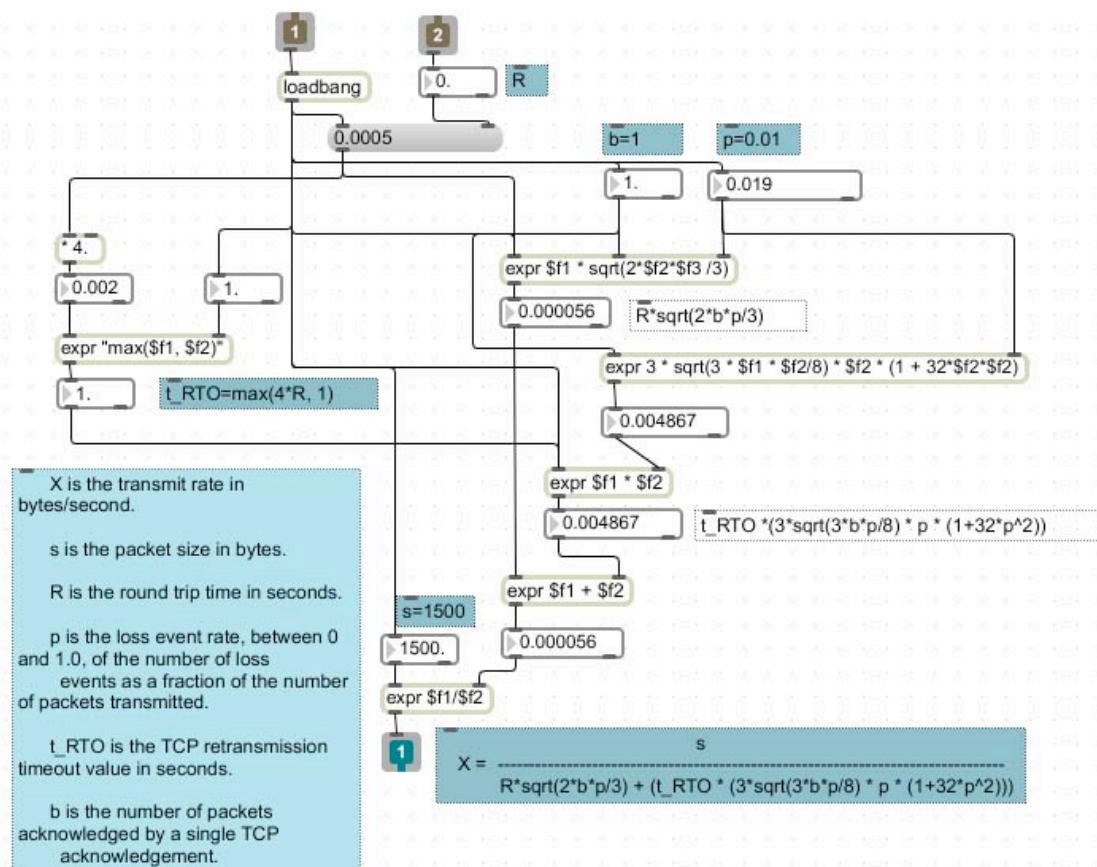 1
2
loadbang
0.
R
0.0005
b=1
p=0.01
1.
0.019
* 4.
0.002
1.
expr $f1 * sqrt(2*$f2*$f3 /3)
0.000056
R*sqrt(2*b*p/3)
expr "max($f1, $f2)"
expr 3 * sqrt(3 * $f1 * $f2/8) * $f2 * (1 + 32*$f2*$f2)
1.
t_RTO=max(4*R, 1)
0.004867
expr $f1 * $f2
0.004867
t_RTO *(3*sqrt(3*b*p/8) * p * (1+32*p^2))
expr $f1 + $f2
s=1500
1500.
0.000056
expr $f1/$f2
1
X is the transmit rate in
bytes/second.
s is the packet size in bytes.
R is the round trip time in seconds.
p is the loss event rate, between 0
and 1.0, of the number of loss
events as a fraction of the number
of packets transmitted.
t_RTO is the TCP retransmission
timeout value in seconds.
b is the number of packets
acknowledged by a single TCP
acknowledgement.
s
X = ----------------------------------------------------------------------------------
R*sqrt(2*b*p/3) + (t_RTO * (3*sqrt(3*b*p/8) * p * (1+32*p^2)))